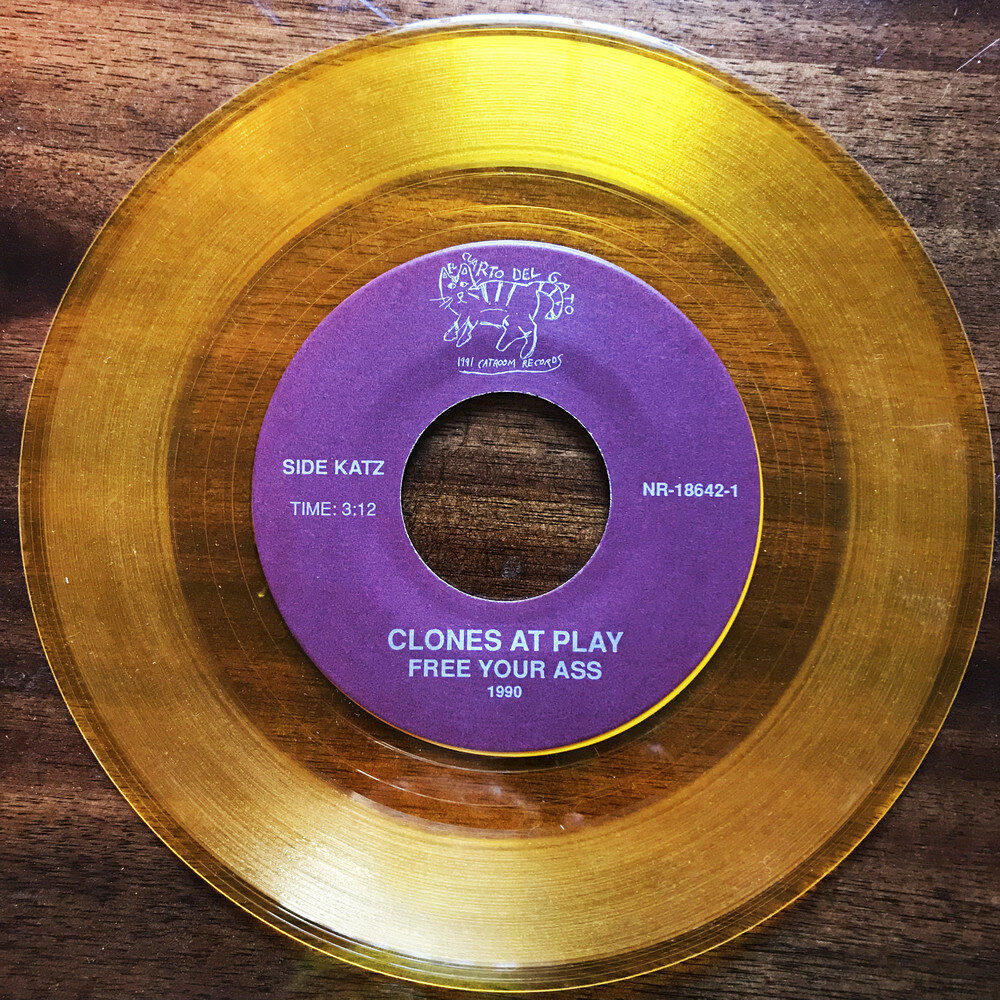 EL CUARTO DEL GATO
1991 CATROOM RECORDS
SIDE KATZ
TIME: 3:12
NR-18642-1
CLONES AT PLAY
FREE YOUR ASS
1990